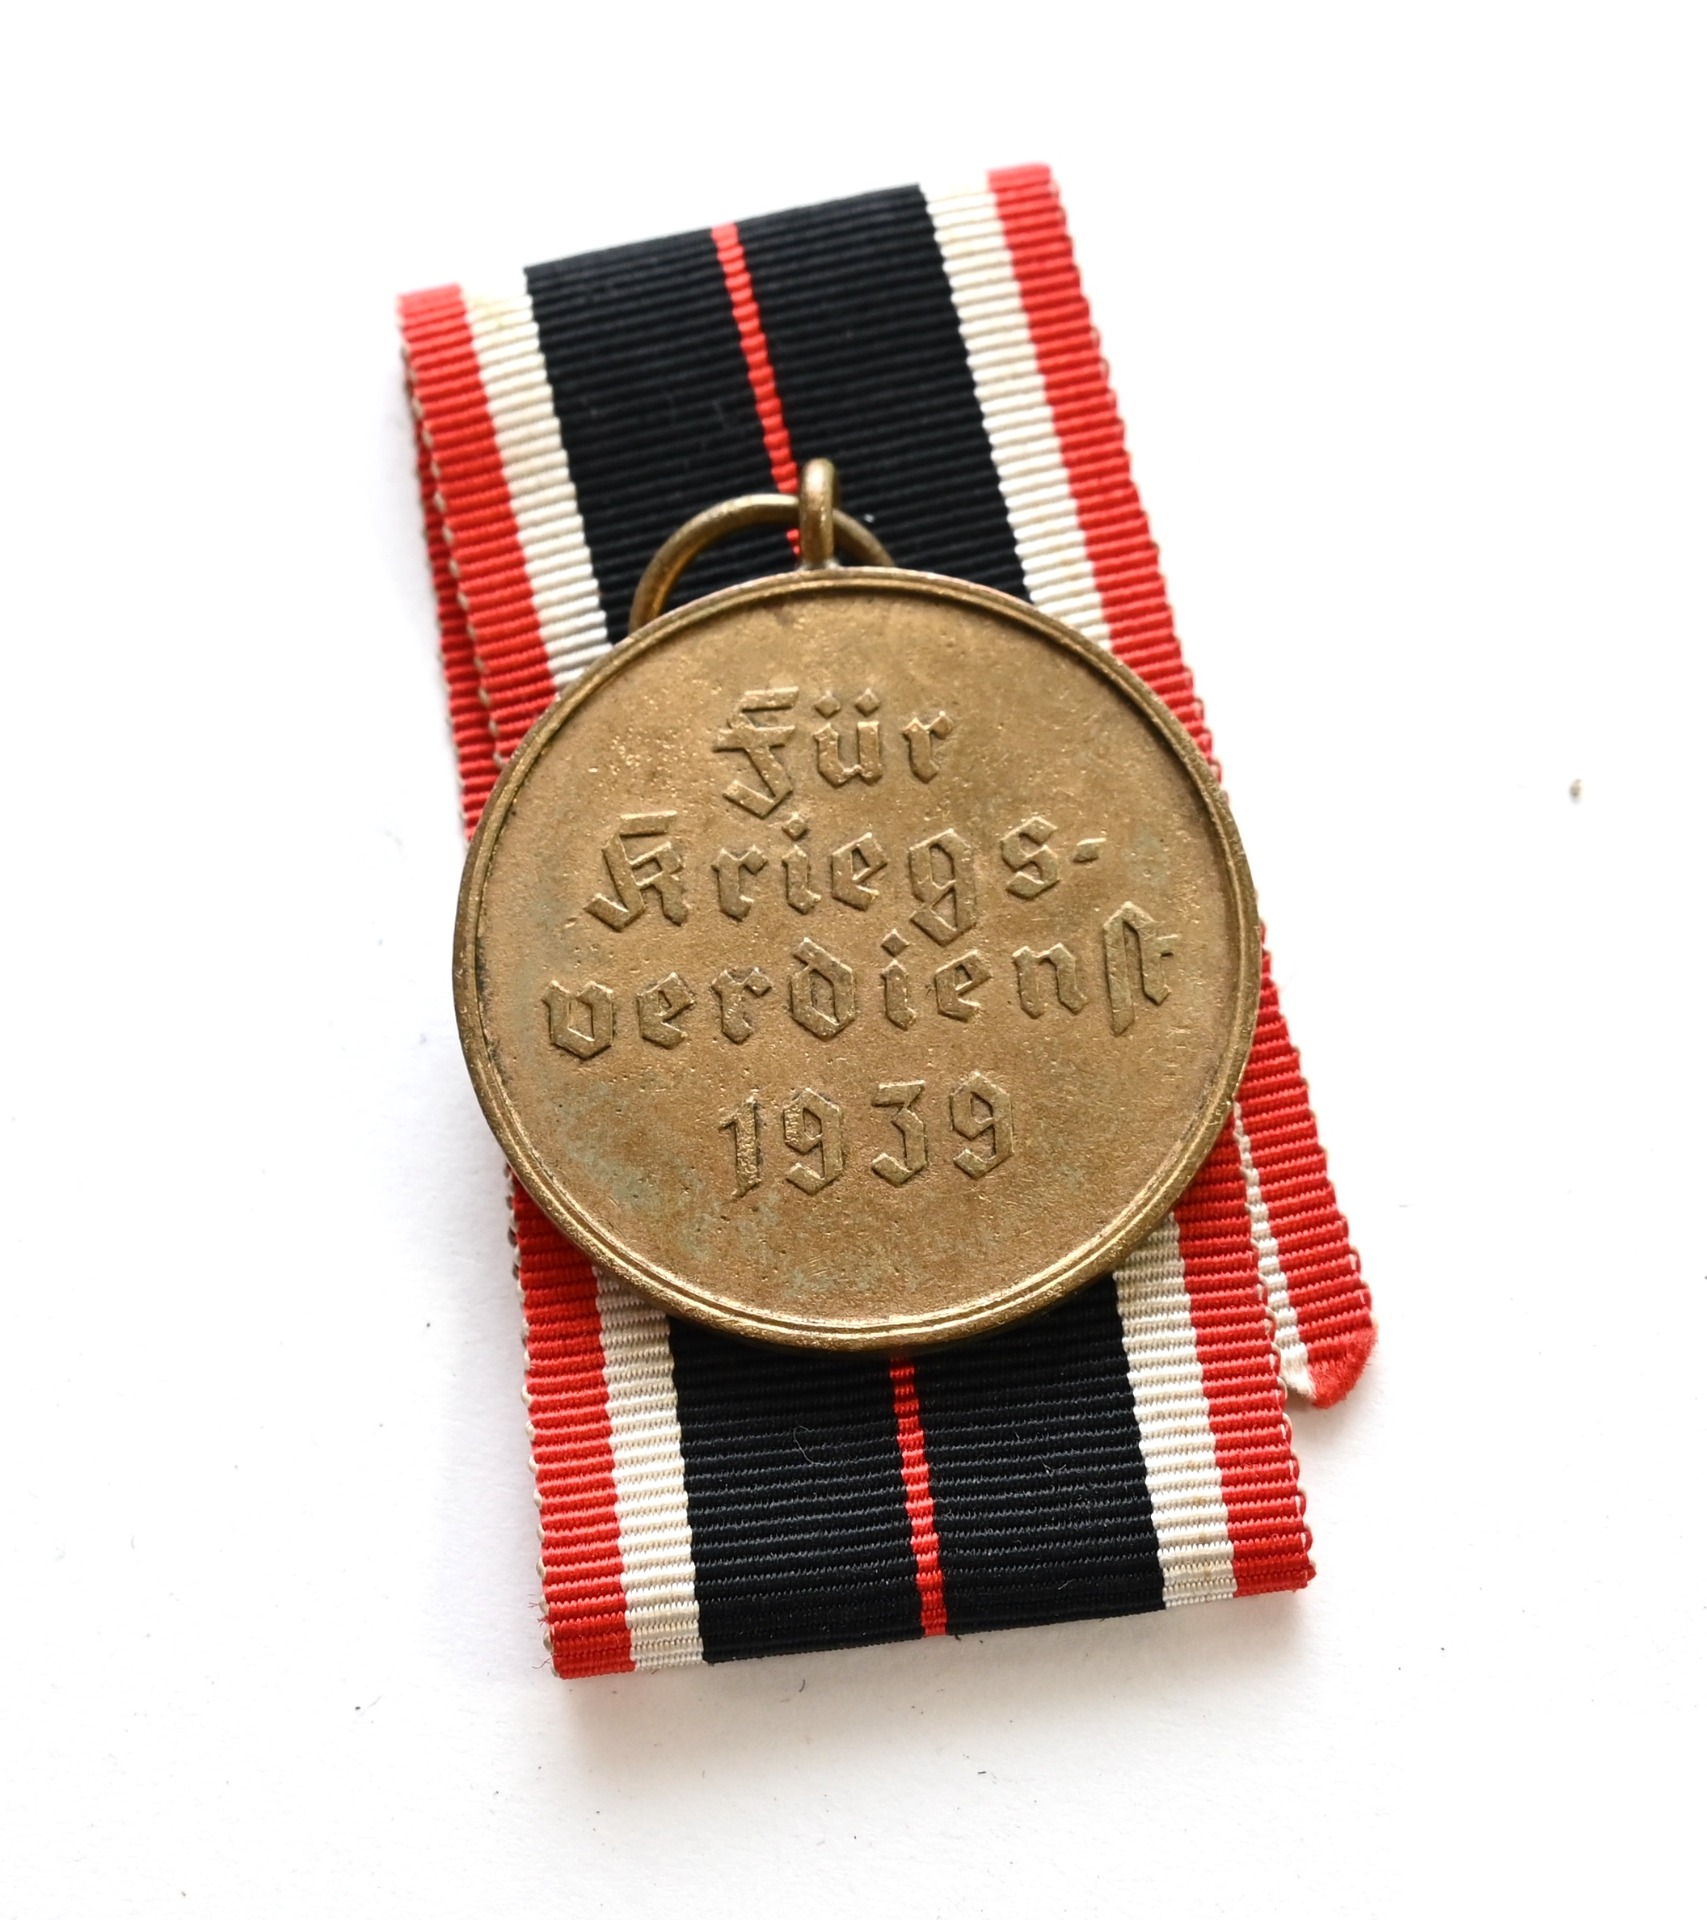 Für
Kriegs-
verdienſt
1939